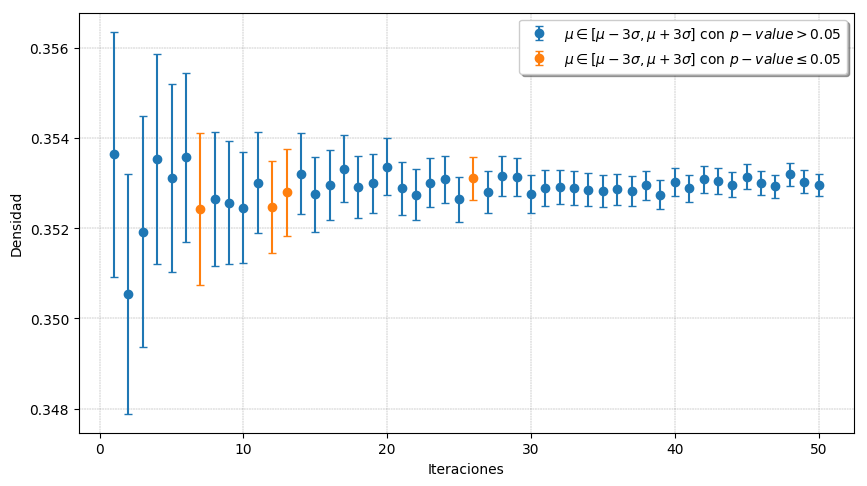 0.356
0.354
0.352
0.350
0.348
Densidad
μ ∈ [μ − 3σ, μ + 3σ] con p − value > 0.05
μ ∈ [μ − 3σ, μ + 3σ] con p − value ≤ 0.05
0 10 20 30 40 50
Iteraciones